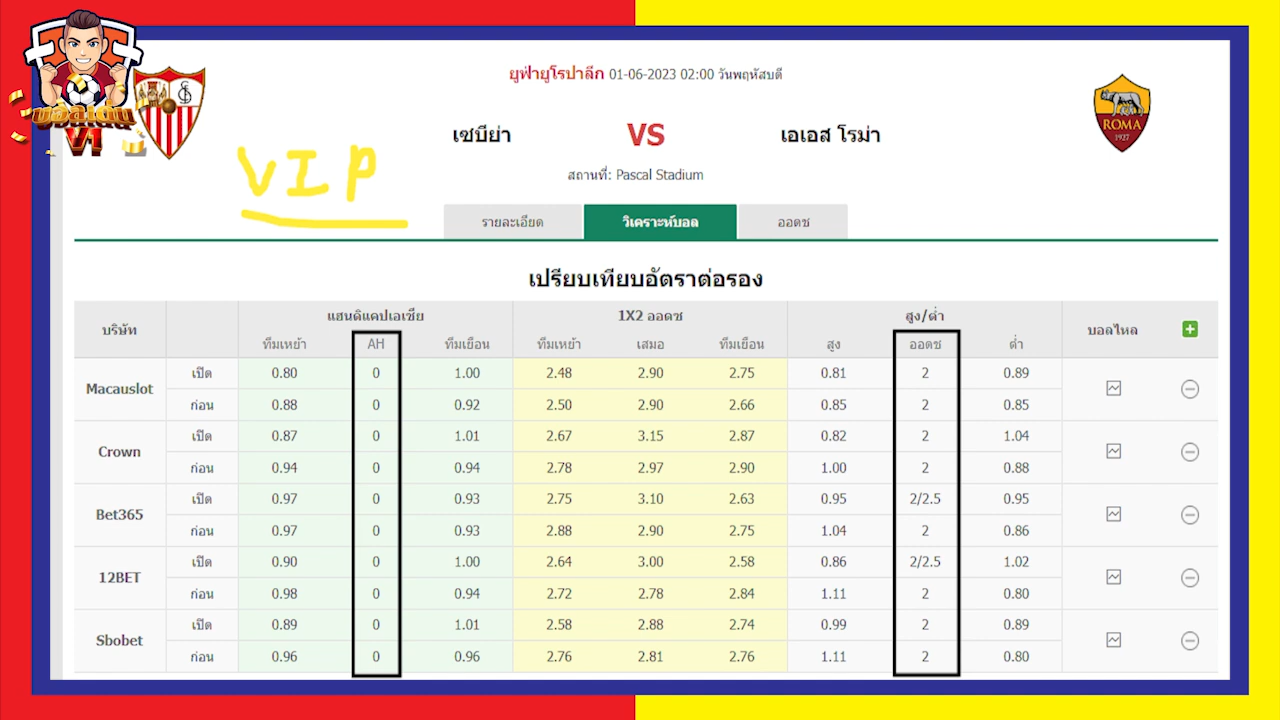 บอลเด่น
V1
ยูฟ่ายูโรปาลีก 01-06-2023 02:00 วันพฤหัสบดี
เซบีย่า VS เอเอส โรม่า
ROMA
1927
สถานที่: Pascal Stadium
VIP
รายละเอียด วิเคราะห์บอล ออดซ
เปรียบเทียบอัตราต่อรอง
บริษัท แฮนดิแคปเอเชีย 1X2 ออดซ สูง/ต่ำ บอลไหล
ทีมเหย้า AH ทีมเยือน ทีมเหย้า เสมอ ทีมเยือน สูง ออดซ ต่ำ
Macauslot เปิด 0.80 0 1.00 2.48 2.90 2.75 0.81 2 0.89
ก่อน 0.88 0 0.92 2.50 2.90 2.66 0.85 2 0.85
Crown เปิด 0.87 0 1.01 2.67 3.15 2.87 0.82 2 1.04
ก่อน 0.94 0 0.94 2.78 2.97 2.90 1.00 2 0.88
Bet365 เปิด 0.97 0 0.93 2.75 3.10 2.63 0.95 2/2.5 0.95
ก่อน 0.97 0 0.93 2.88 2.90 2.75 1.04 2 0.86
12BET เปิด 0.90 0 1.00 2.64 3.00 2.58 0.86 2/2.5 1.02
ก่อน 0.98 0 0.94 2.72 2.78 2.84 1.11 2 0.80
Sbobet เปิด 0.89 0 1.01 2.58 2.88 2.74 0.99 2 0.89
ก่อน 0.96 0 0.96 2.76 2.81 2.76 1.11 2 0.80